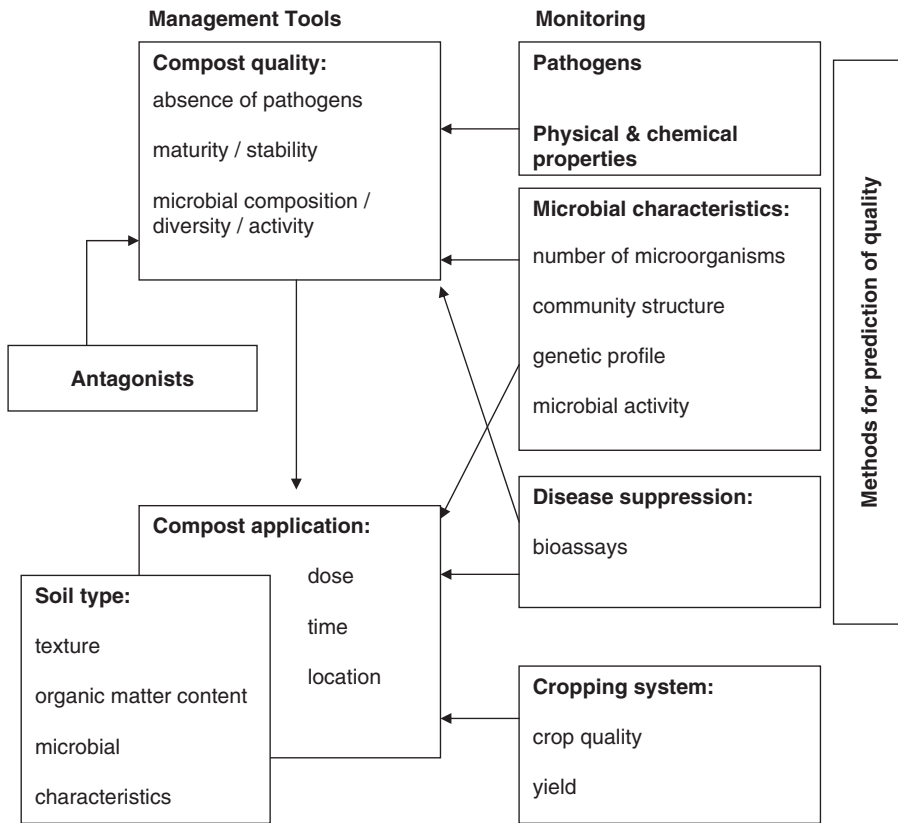 Management Tools
Compost quality:
absence of pathogens
maturity / stability
microbial composition /
diversity / activity
Antagonists
Compost application:
dose
time
location
Soil type:
texture
organic matter content
microbial
characteristics
Monitoring
Pathogens
Physical & chemical
properties
Microbial characteristics:
number of microorganisms
community structure
genetic profile
microbial activity
Disease suppression:
bioassays
Cropping system:
crop quality
yield
Methods for prediction of quality